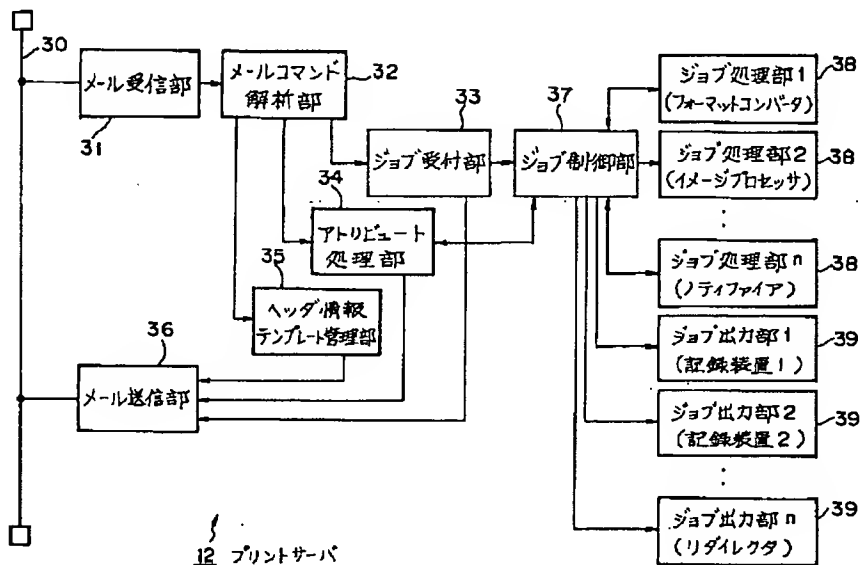 30
メール受信部
31
メールコマンド
解析部
32
33
ジョブ受付部
37
ジョブ制御部
34
アトリビュート
処理部
35
ヘッダ情報
テンプレート管理部
36
メール送信部
ジョブ処理部1
(フォーマットコンバータ)
38
ジョブ処理部2
(イメージプロセッサ)
38
ジョブ処理部n
(ノティファイア)
38
ジョブ出力部1
(記録装置1)
39
ジョブ出力部2
(記録装置2)
39
ジョブ出力部n
(リダイレクタ)
39
12 プリントサーバ